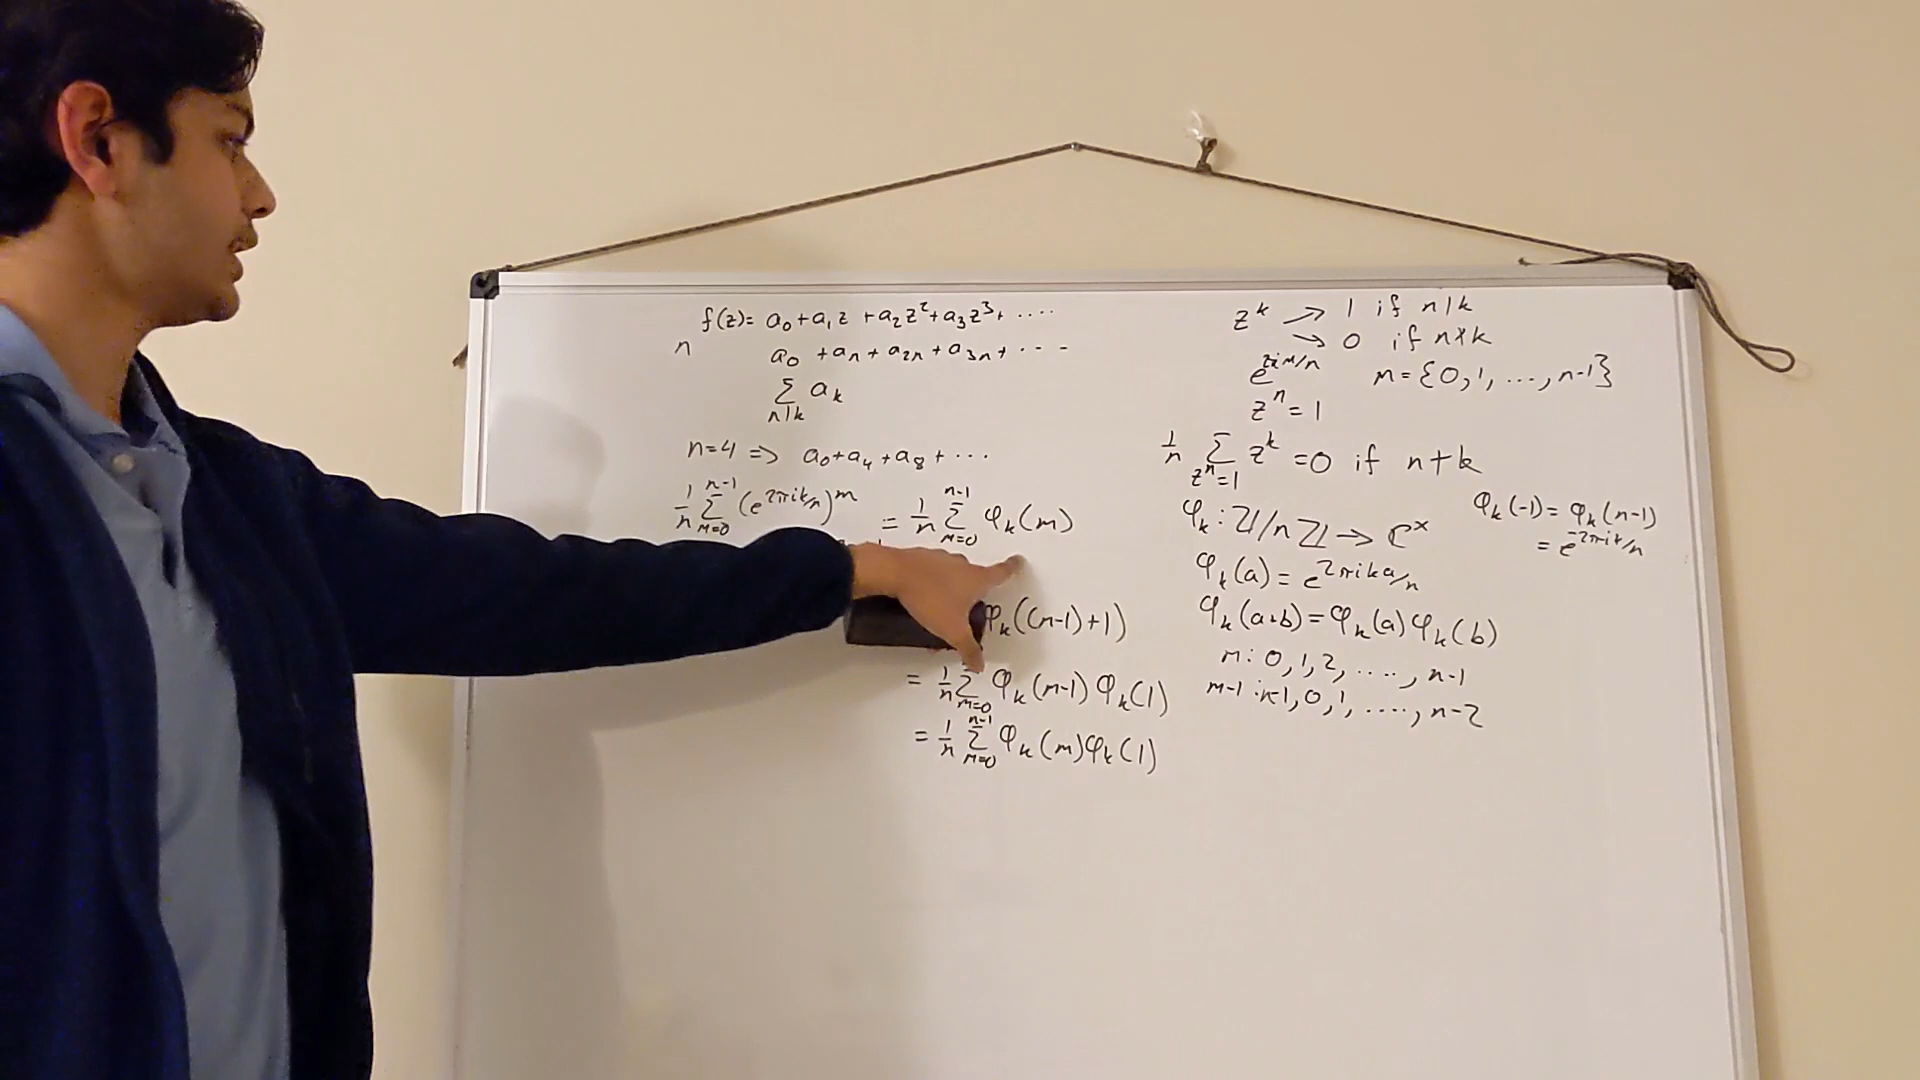 f(z)= a₀+a₁z+a₂z²+a₃z³+····
n a₀+aₙ+a₂ₙ+a₃ₙ+···
∑_{n|k} aₖ
n=4 => a₀+a₄+a₈+···
1/n ∑_{m=0}^{n-1} (e^{2πik/n})^m = 1/n ∑_{m=0}^{n-1} φₖ(m)
φₖ((m-1)+1)
= 1/n ∑_{m=0} φₖ(m-1) φₖ(1)
= 1/n ∑_{m=0}^{n-1} φₖ(m)φₖ(1)
z^k → 1 if n|k
→ 0 if n∤k
e^{2πim/n} m={0,1,...,n-1}
zⁿ=1
1/n ∑_{zⁿ=1} z^k =0 if n∤k
φₖ: ℤ/nℤ → ℂ^×
φₖ(a)= e^{2πika/n}
φₖ(a+b)=φₖ(a)φₖ(b)
m: 0,1,2,····, n-1
m-1: n-1,0,1,····, n-2
φₖ(-1)= φₖ(n-1)
= e^{-2πik/n}